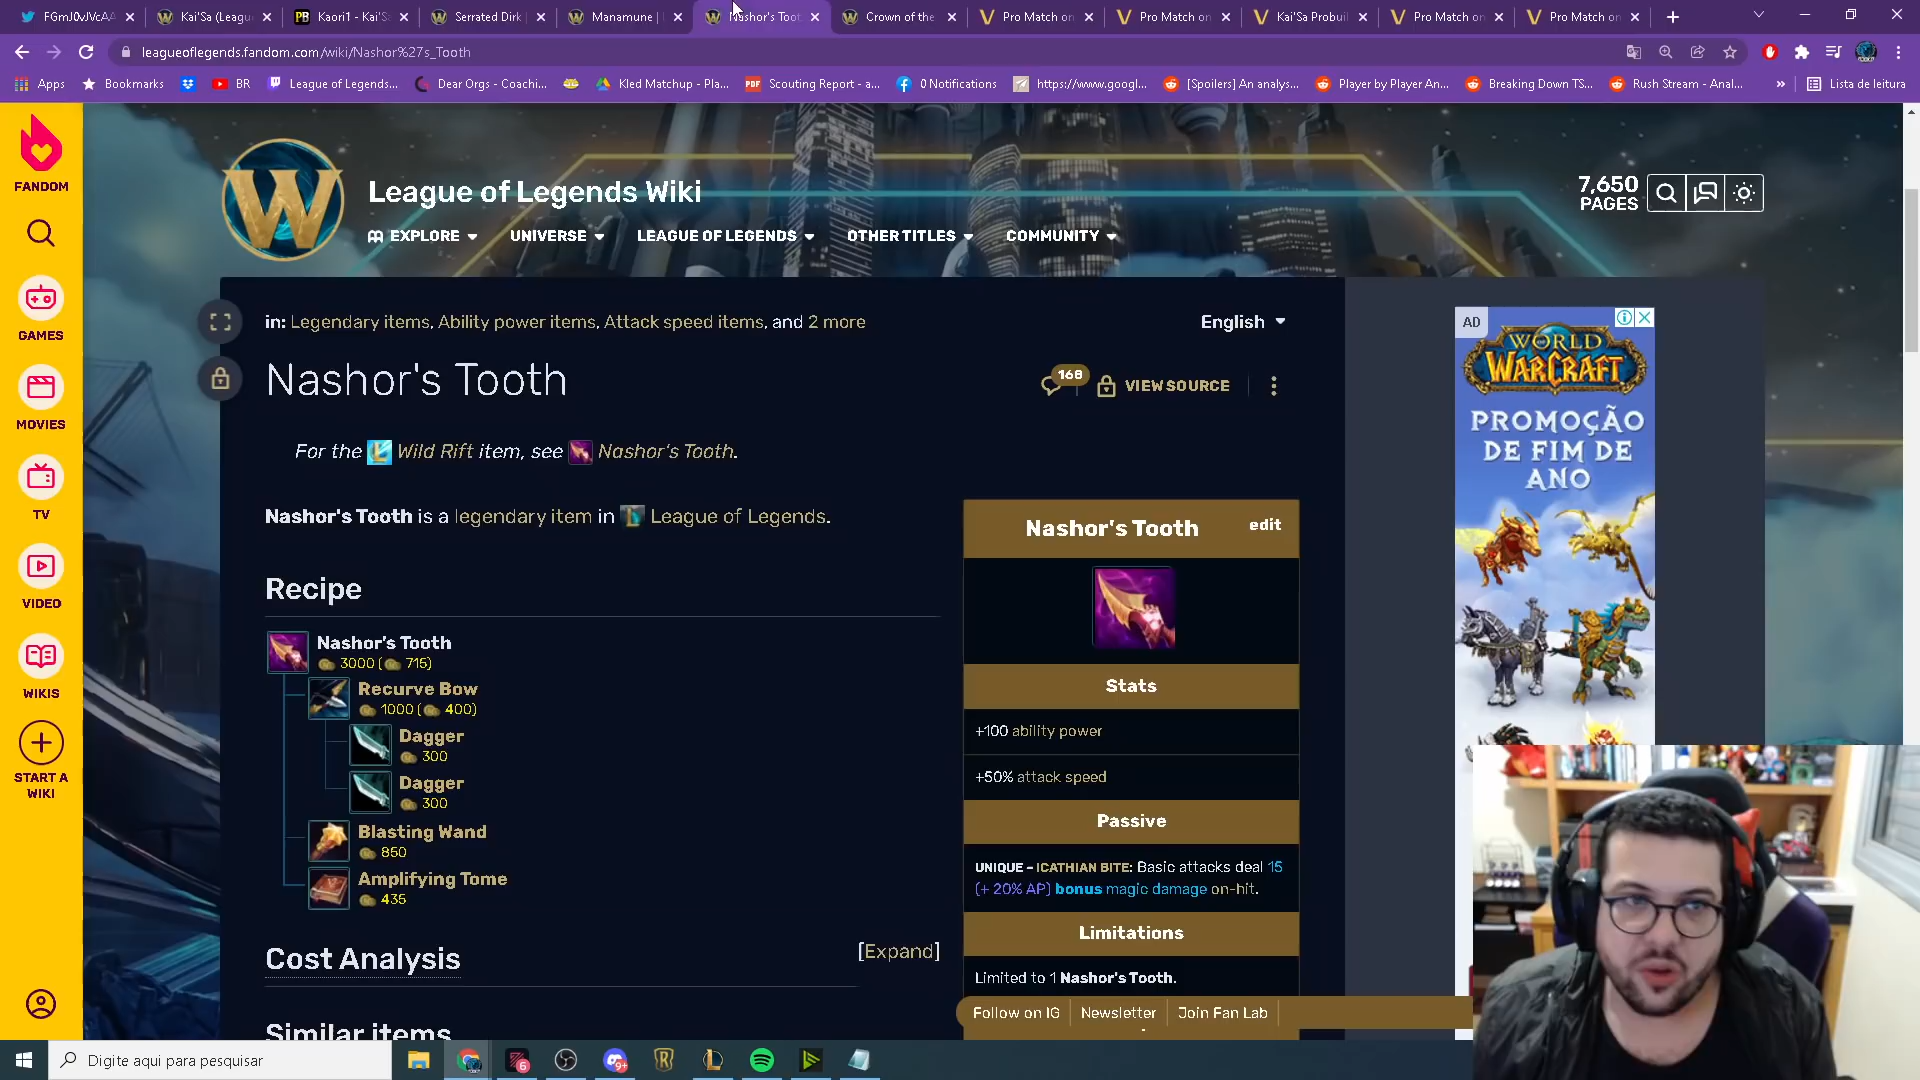 FGmJ0vJVcAA
Kai'Sa (Leagu
Kaori1 - Kai'S
Serrated Dirk |
Manamune |
Nashor's Toot
Crown of the
Pro Match on
Pro Match on
Kai'Sa Probuil
Pro Match on
Pro Match on
leagueoflegends.fandom.com/wiki/Nashor%27s_Tooth
Apps
Bookmarks
BR
League of Legends...
Dear Orgs - Coachi...
Kled Matchup - Pla...
PDF
Scouting Report - a...
0 Notifications
https://www.googl...
[Spoilers] An analys...
Player by Player An...
Breaking Down TS...
Rush Stream - Anal...
»
Lista de leitura
FANDOM
GAMES
MOVIES
TV
VIDEO
WIKIS
START A
WIKI
W
League of Legends Wiki
7,650
PAGES
EXPLORE
UNIVERSE
LEAGUE OF LEGENDS
OTHER TITLES
COMMUNITY
in: Legendary items, Ability power items, Attack speed items, and 2 more
English
Nashor's Tooth
168
VIEW SOURCE
For the Wild Rift item, see Nashor's Tooth.
Nashor's Tooth is a legendary item in League of Legends.
Recipe
Nashor's Tooth
3000 ( 715)
Recurve Bow
1000 ( 400)
Dagger
300
Dagger
300
Blasting Wand
850
Amplifying Tome
435
Cost Analysis
[Expand]
Similar items
Nashor's Tooth
edit
Stats
+100 ability power
+50% attack speed
Passive
UNIQUE – ICATHIAN BITE: Basic attacks deal 15
(+ 20% AP) bonus magic damage on-hit.
Limitations
Limited to 1 Nashor's Tooth.
Follow on IG
Newsletter
Join Fan Lab
AD
WORLD
WARCRAFT
PROMOÇÃO
DE FIM DE
ANO
Digite aqui para pesquisar
6
9+